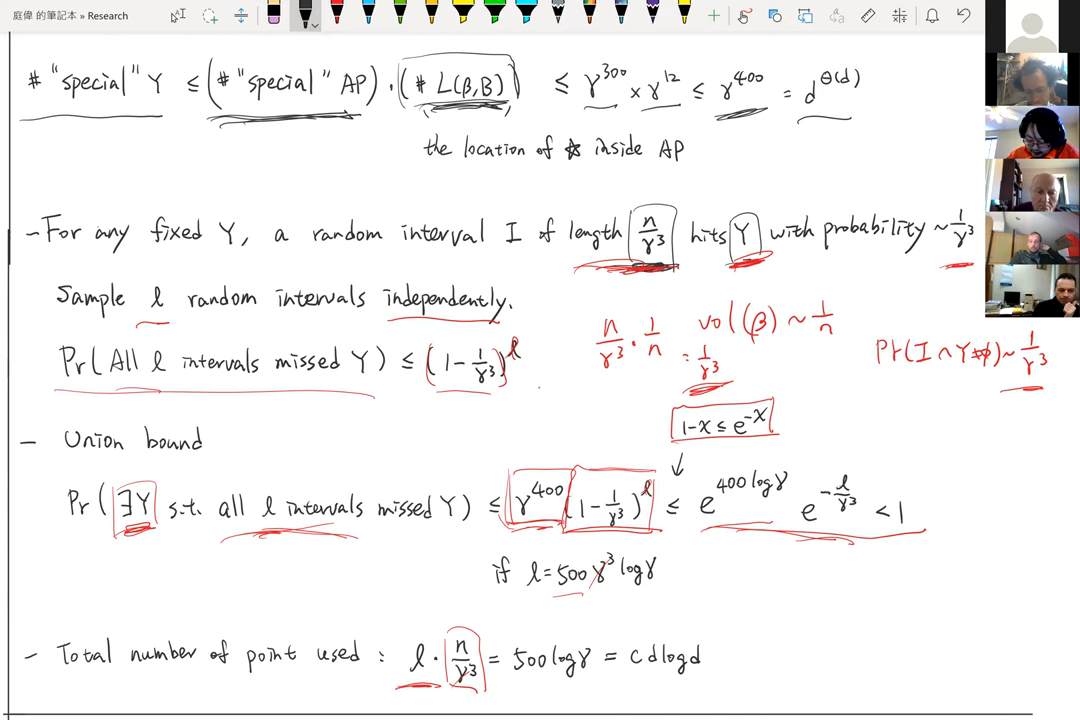 庭偉 的筆記本 » Research
# "special" Y ≤ (# "special" AP) · (# L(β,β)) ≤ γ^300 × γ^12 ≤ γ^400 = d^θ(d)
the location of ☆ inside AP
– For any fixed Y, a random interval I of length n/γ^3 hits Y with probability ~ 1/γ^3
Sample l random intervals independently.
n/γ^3 · 1/n = 1/γ^3
vol(β) ~ 1/n
Pr(All l intervals missed Y) ≤ (1 - 1/γ^3)^l
Pr(I ∩ Y ≠ ∅) ~ 1/γ^3
1-x ≤ e^-x
– Union bound
Pr(∃Y s.t. all l intervals missed Y) ≤ γ^400 (1 - 1/γ^3)^l ≤ e^400 log γ e^-l/γ^3 < 1
if l = 500 γ^3 log γ
– Total number of point used : l · n/γ^3 = 500 log γ = c d log d